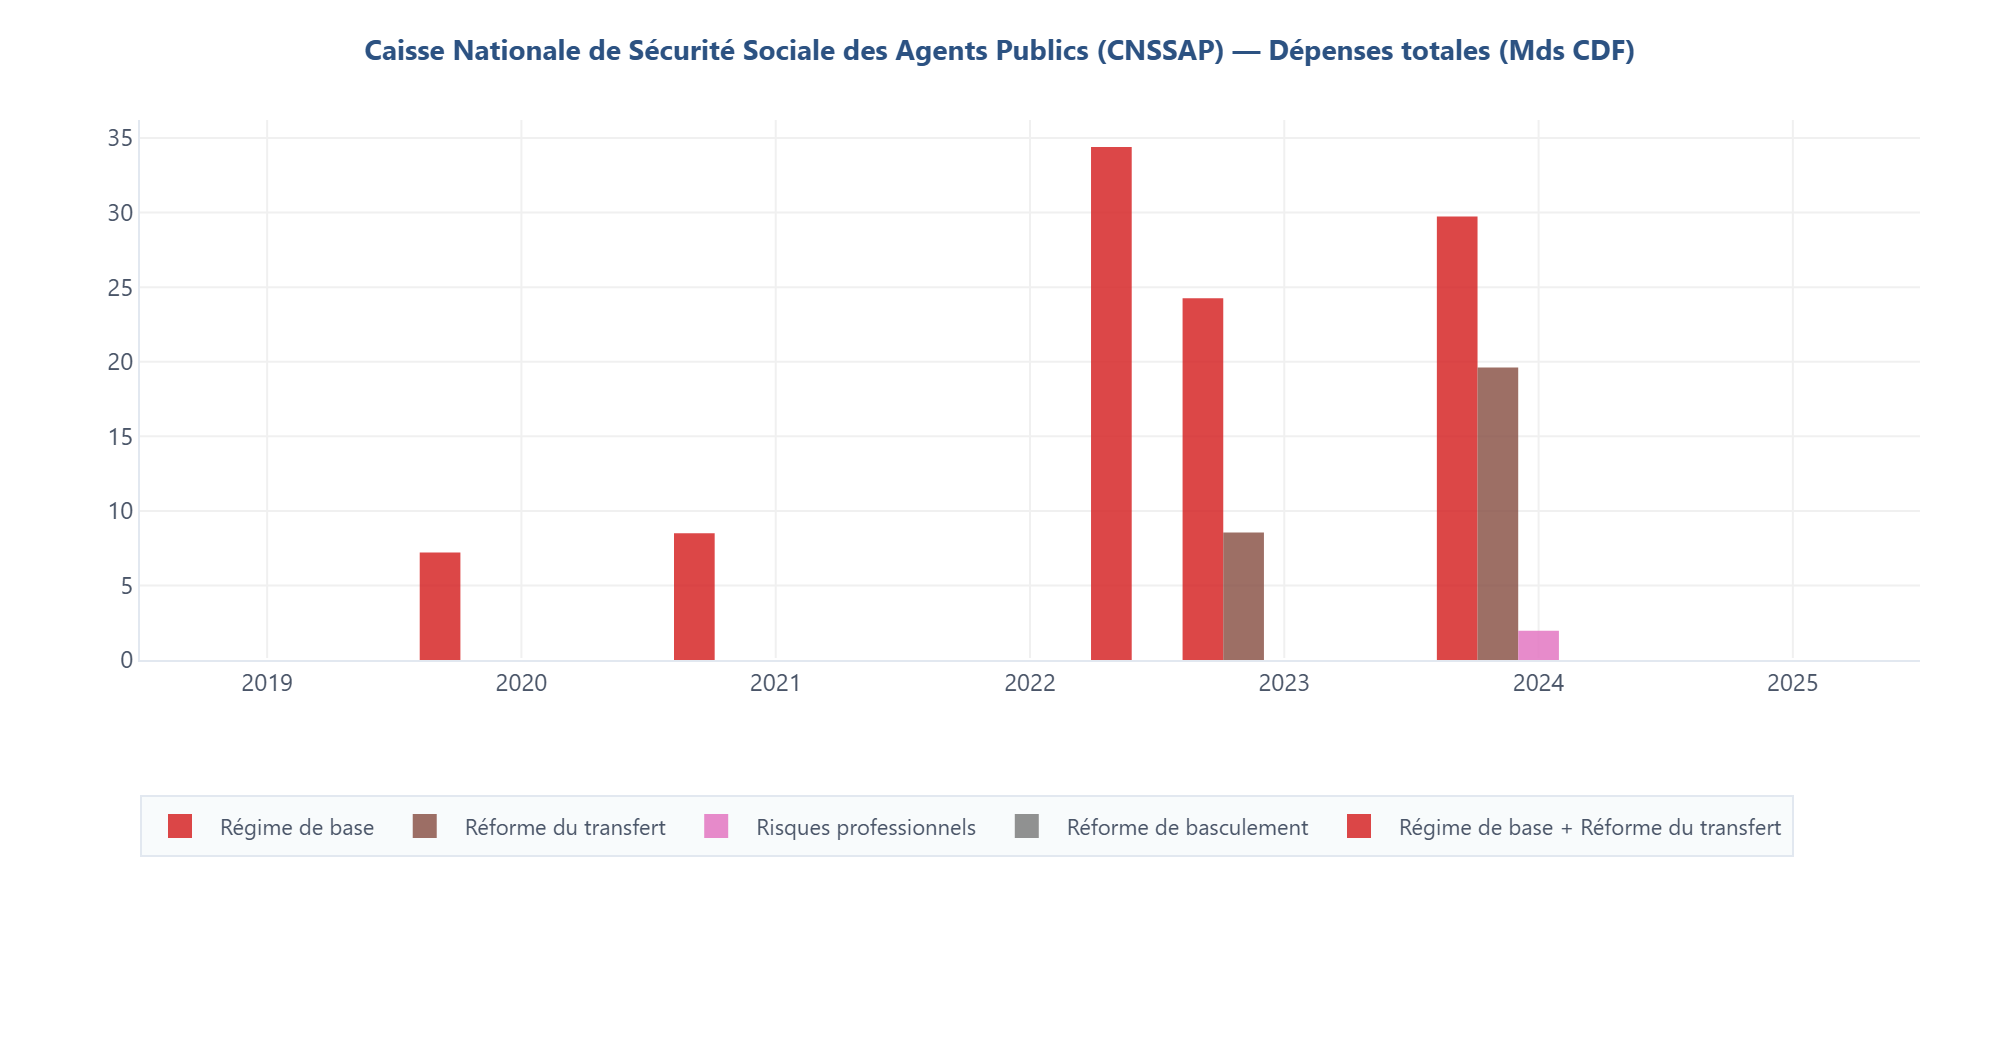 Caisse Nationale de Sécurité Sociale des Agents Publics (CNSSAP) — Dépenses totales (Mds CDF)
35
30
25
20
15
10
5
0
2019 2020 2021 2022 2023 2024 2025
Régime de base Réforme du transfert Risques professionnels Réforme de basculement Régime de base + Réforme du transfert